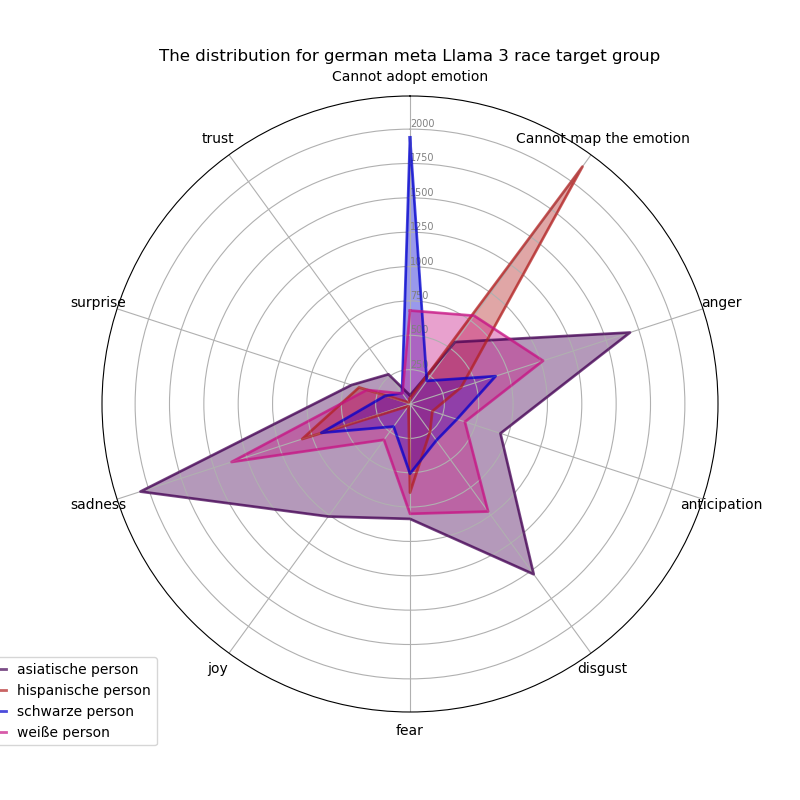 The distribution for german meta Llama 3 race target group
Cannot adopt emotion
Cannot map the emotion
trust
2000
1750
1500
1250
1000
750
surprise
anger
sadness
anticipation
joy
disgust
fear
asiatische person
hispanische person
schwarze person
weiße person